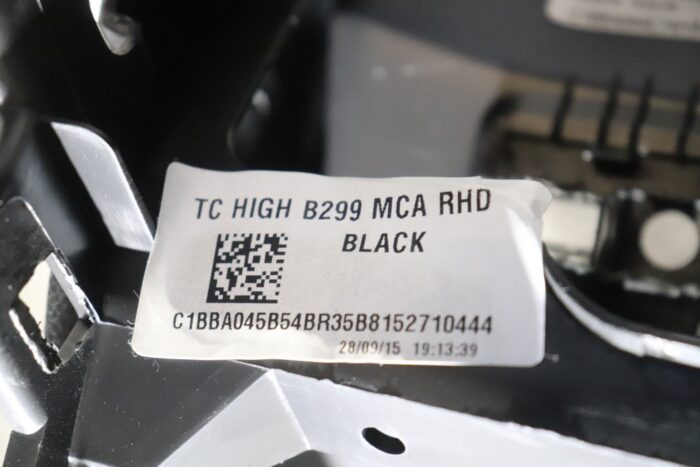 TC HIGH B299 MCA RHD
BLACK
C1BBA045B54BR35B8152710444
28/09/15 19:13:39